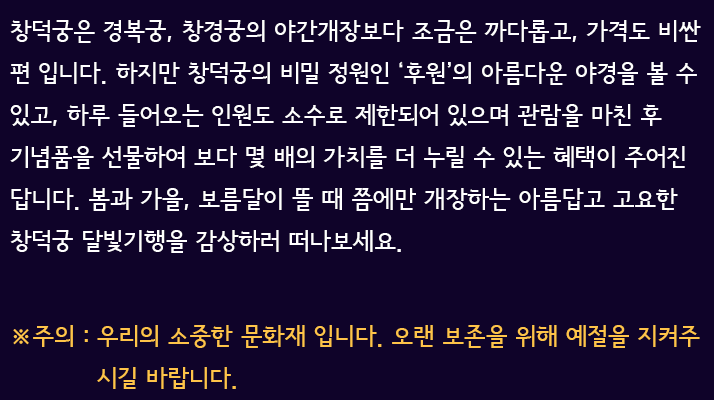 창덕궁은 경복궁, 창경궁의 야간개장보다 조금은 까다롭고, 가격도 비싼
편 입니다. 하지만 창덕궁의 비밀 정원인 ‘후원’의 아름다운 야경을 볼 수
있고, 하루 들어오는 인원도 소수로 제한되어 있으며 관람을 마친 후
기념품을 선물하여 보다 몇 배의 가치를 더 누릴 수 있는 혜택이 주어진
답니다. 봄과 가을, 보름달이 뜰 때 쯤에만 개장하는 아름답고 고요한
창덕궁 달빛기행을 감상하러 떠나보세요.
※주의 : 우리의 소중한 문화재 입니다. 오랜 보존을 위해 예절을 지켜주
시길 바랍니다.